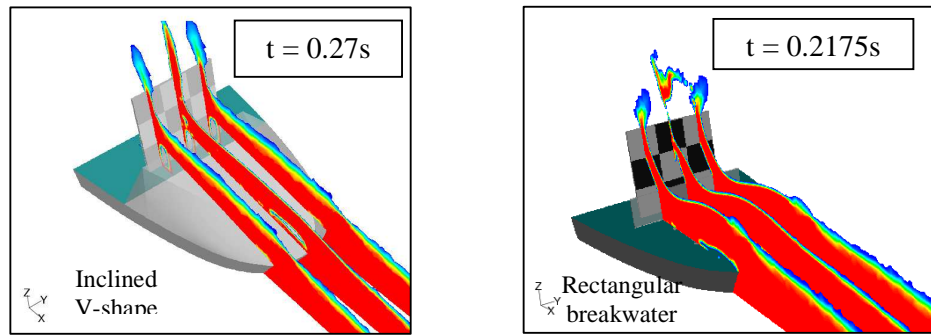 t = 0.27s
Inclined
V-shape
Z
Y
X
t = 0.2175s
Rectangular
breakwater
Z
Y
X